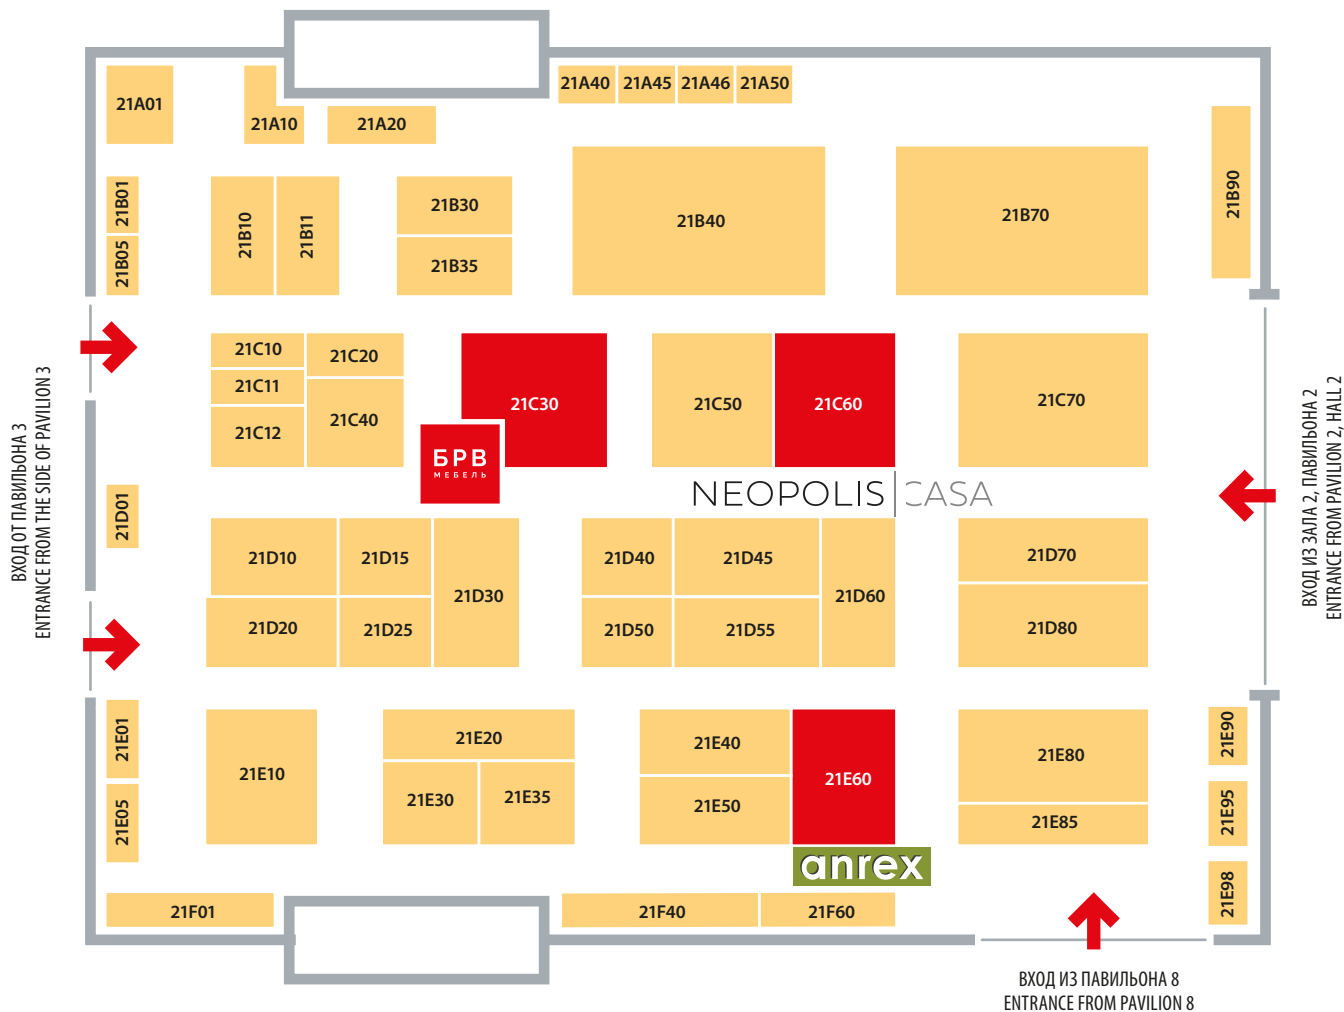 21A01
21A10
21A20
21A40
21A45
21A46
21A50
21B01
21B05
21B10
21B11
21B30
21B35
21B40
21B70
21B90
21C10
21C11
21C12
21C20
21C40
21C30
БРВ
МЕБЕЛЬ
21C50
21C60
NEOPOLIS CASA
21C70
ВХОД ОТ ПАВИЛЬОНА 3
ENTRANCE FROM THE SIDE OF PAVILION 3
ВХОД ИЗ ЗАЛА 2, ПАВИЛЬОНА 2
ENTRANCE FROM PAVILION 2, HALL 2
21D01
21D10
21D15
21D20
21D25
21D30
21D40
21D45
21D50
21D55
21D60
21D70
21D80
21E01
21E05
21E10
21E20
21E30
21E35
21E40
21E50
21E60
anrex
21E80
21E85
21E90
21E95
21E98
21F01
21F40
21F60
ВХОД ИЗ ПАВИЛЬОНА 8
ENTRANCE FROM PAVILION 8